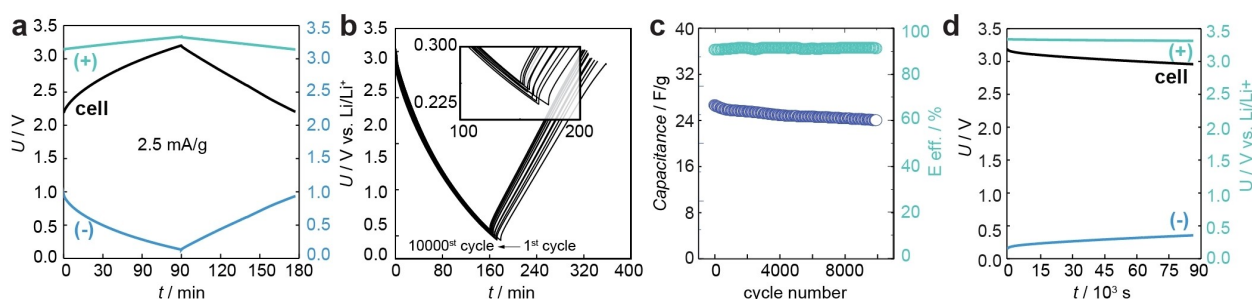 a
3.5
3.0
2.5
2.0
1.5
1.0
0.5
0.0
U / V
(+)
cell
2.5 mA/g
(-)
3.5
3.0
2.5
2.0
1.5
1.0
0.5
0.0
0 30 60 90 120 150 180
t / min
b
3.5
3.0
2.5
2.0
1.5
1.0
0.5
0.0
U / V vs. Li/Li+
0.300
0.225
100 200
10000st cycle ← 1st cycle
0 80 160 240 320 400
t / min
c
40
32
24
16
8
0
Capacitance / F/g
100
80
60
40
20
0
E eff. / %
0 4000 8000
cycle number
d
3.5
3.0
2.5
2.0
1.5
1.0
0.5
0.0
U / V
(+)
cell
(-)
3.5
3.0
2.5
2.0
1.5
1.0
0.5
0.0
U / V vs. Li/Li+
0 15 30 45 60 75 90
t / 10³ s